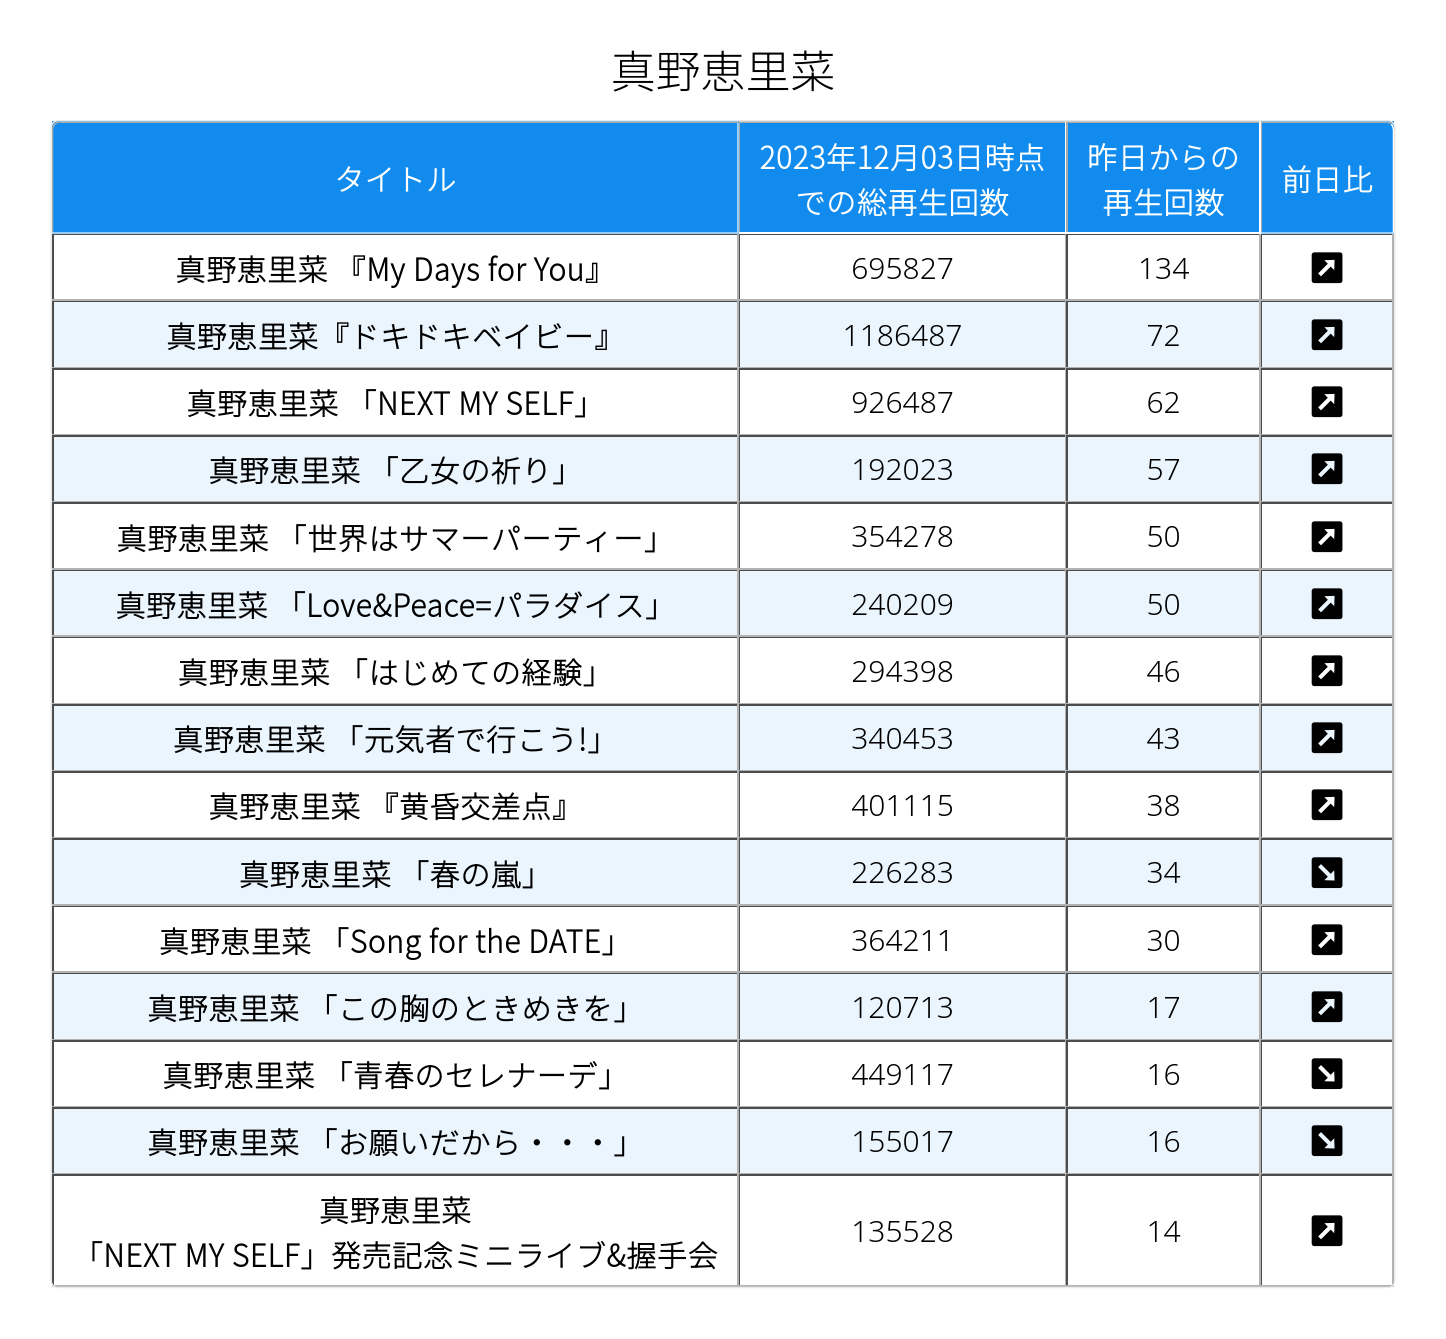 真野恵里菜
タイトル
2023年12月03日時点
での総再生回数
昨日からの
再生回数
前日比
真野恵里菜 『My Days for You』 695827 134 ↗
真野恵里菜『ドキドキベイビー』 1186487 72 ↗
真野恵里菜 「NEXT MY SELF」 926487 62 ↗
真野恵里菜 「乙女の祈り」 192023 57 ↗
真野恵里菜 「世界はサマーパーティー」 354278 50 ↗
真野恵里菜 「Love&Peace=パラダイス」 240209 50 ↗
真野恵里菜 「はじめての経験」 294398 46 ↗
真野恵里菜 「元気者で行こう!」 340453 43 ↗
真野恵里菜 『黄昏交差点』 401115 38 ↗
真野恵里菜 「春の嵐」 226283 34 ↘
真野恵里菜 「Song for the DATE」 364211 30 ↗
真野恵里菜 「この胸のときめきを」 120713 17 ↗
真野恵里菜 「青春のセレナーデ」 449117 16 ↘
真野恵里菜 「お願いだから・・・」 155017 16 ↘
真野恵里菜
「NEXT MY SELF」発売記念ミニライブ&握手会 135528 14 ↗